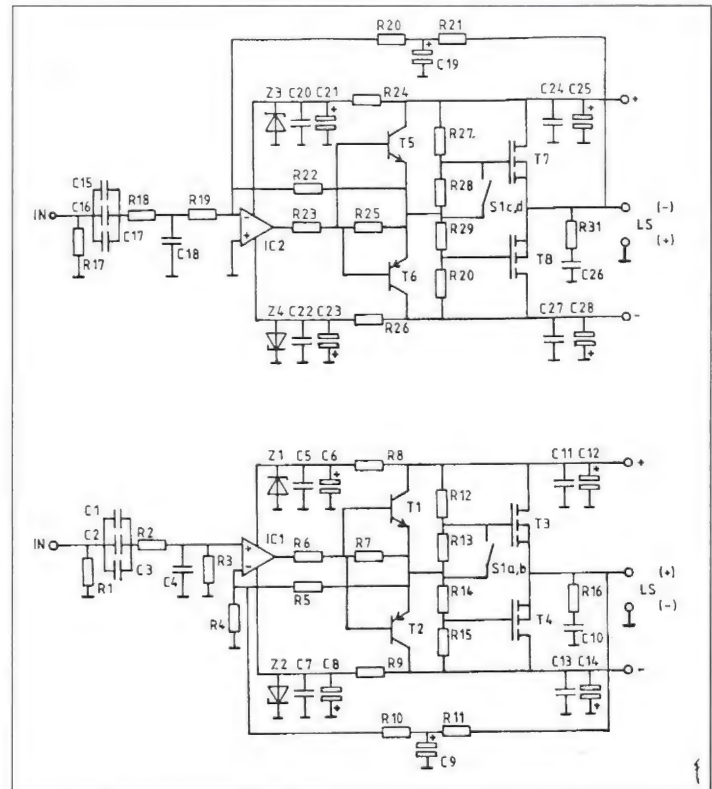 R20 R21
C19
Z3 C20 C21 R24 C24 C25
+
T5
R27
T7
C15 R22 R28
IN C16 R18 R19 S1c,d (-)
R23 R25 R29 R31 LS
C17 IC2 (+)
R17 C18 T8
T6 R20 C26
Z4 C22 C23 C27 C28
R26 -
Z1 C5 C6 R8 C11 C12
+
T1 R12
T3
C1 IC1 R13
IN C2 R2 R6 R7 S1a,b (+)
R3 R14 R16 LS
C3 C4 R5 (-)
R1 R4 T4
T2 R15 C10
Z2 C7 C8 R9 C13 C14
-
R10 R11
C9